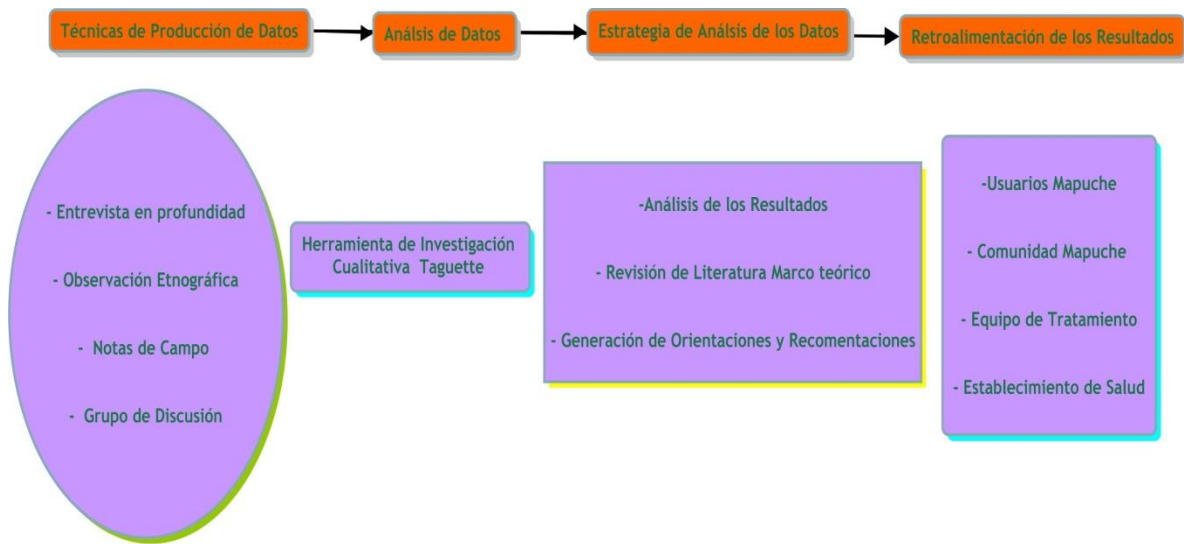 Técnicas de Producción de Datos
Análsis de Datos
Estrategia de Análsis de los Datos
Retroalimentación de los Resultados
- Entrevista en profundidad
- Observación Etnográfica
- Notas de Campo
- Grupo de Discusión
Herramienta de Investigación
Cualitativa Taguette
-Análisis de los Resultados
- Revisión de Literatura Marco teórico
- Generación de Orientaciones y Recomentaciones
-Usuarios Mapuche
- Comunidad Mapuche
- Equipo de Tratamiento
- Establecimiento de Salud